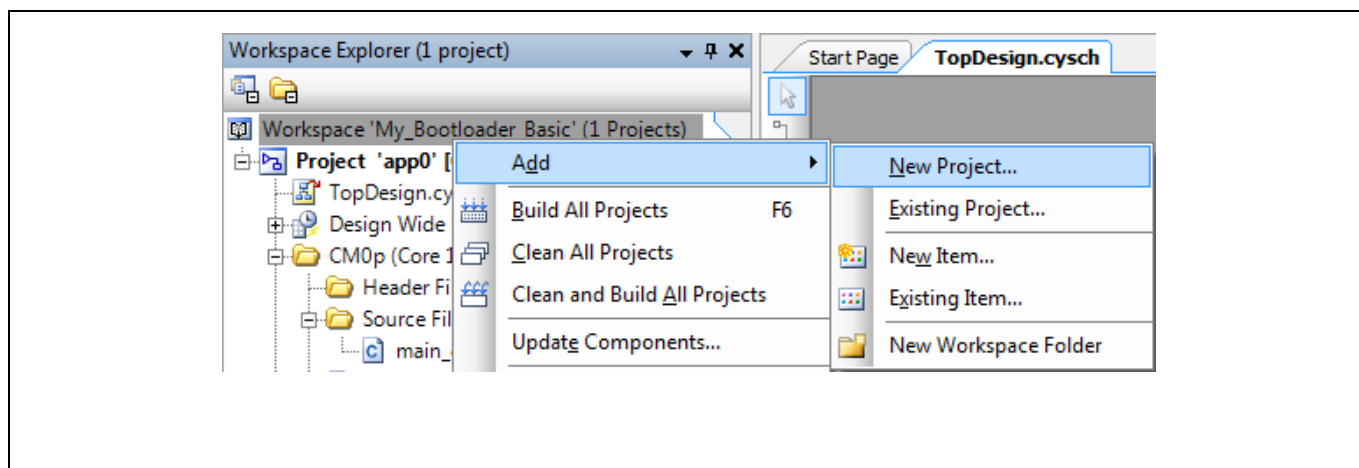 Workspace Explorer (1 project)
Start Page
TopDesign.cysch
Workspace 'My_Bootloader_Basic' (1 Projects)
Project 'app0' [
TopDesign.cy
Design Wide
CM0p (Core 1
Header Fi
Source Fil
main_
Add
Build All Projects F6
Clean All Projects
Clean and Build All Projects
Update Components...
New Project...
Existing Project...
New Item...
Existing Item...
New Workspace Folder